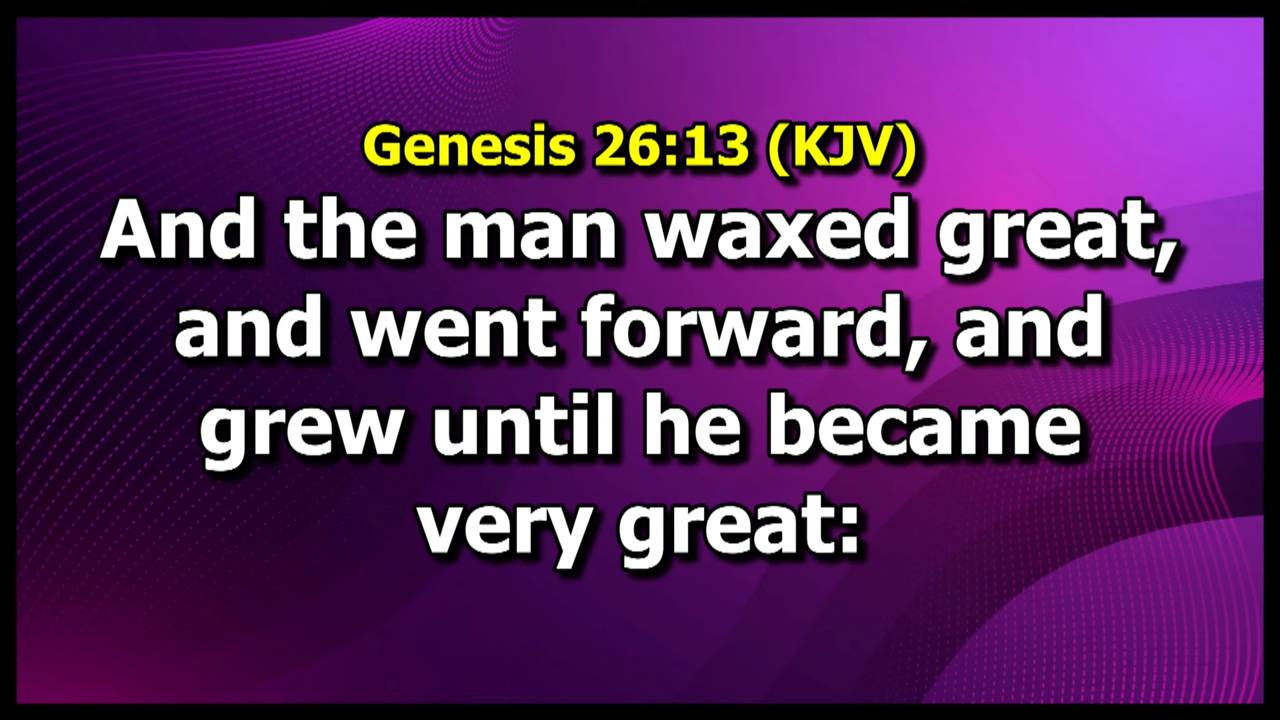 Genesis 26:13 (KJV)
And the man waxed great,
and went forward, and
grew until he became
very great: